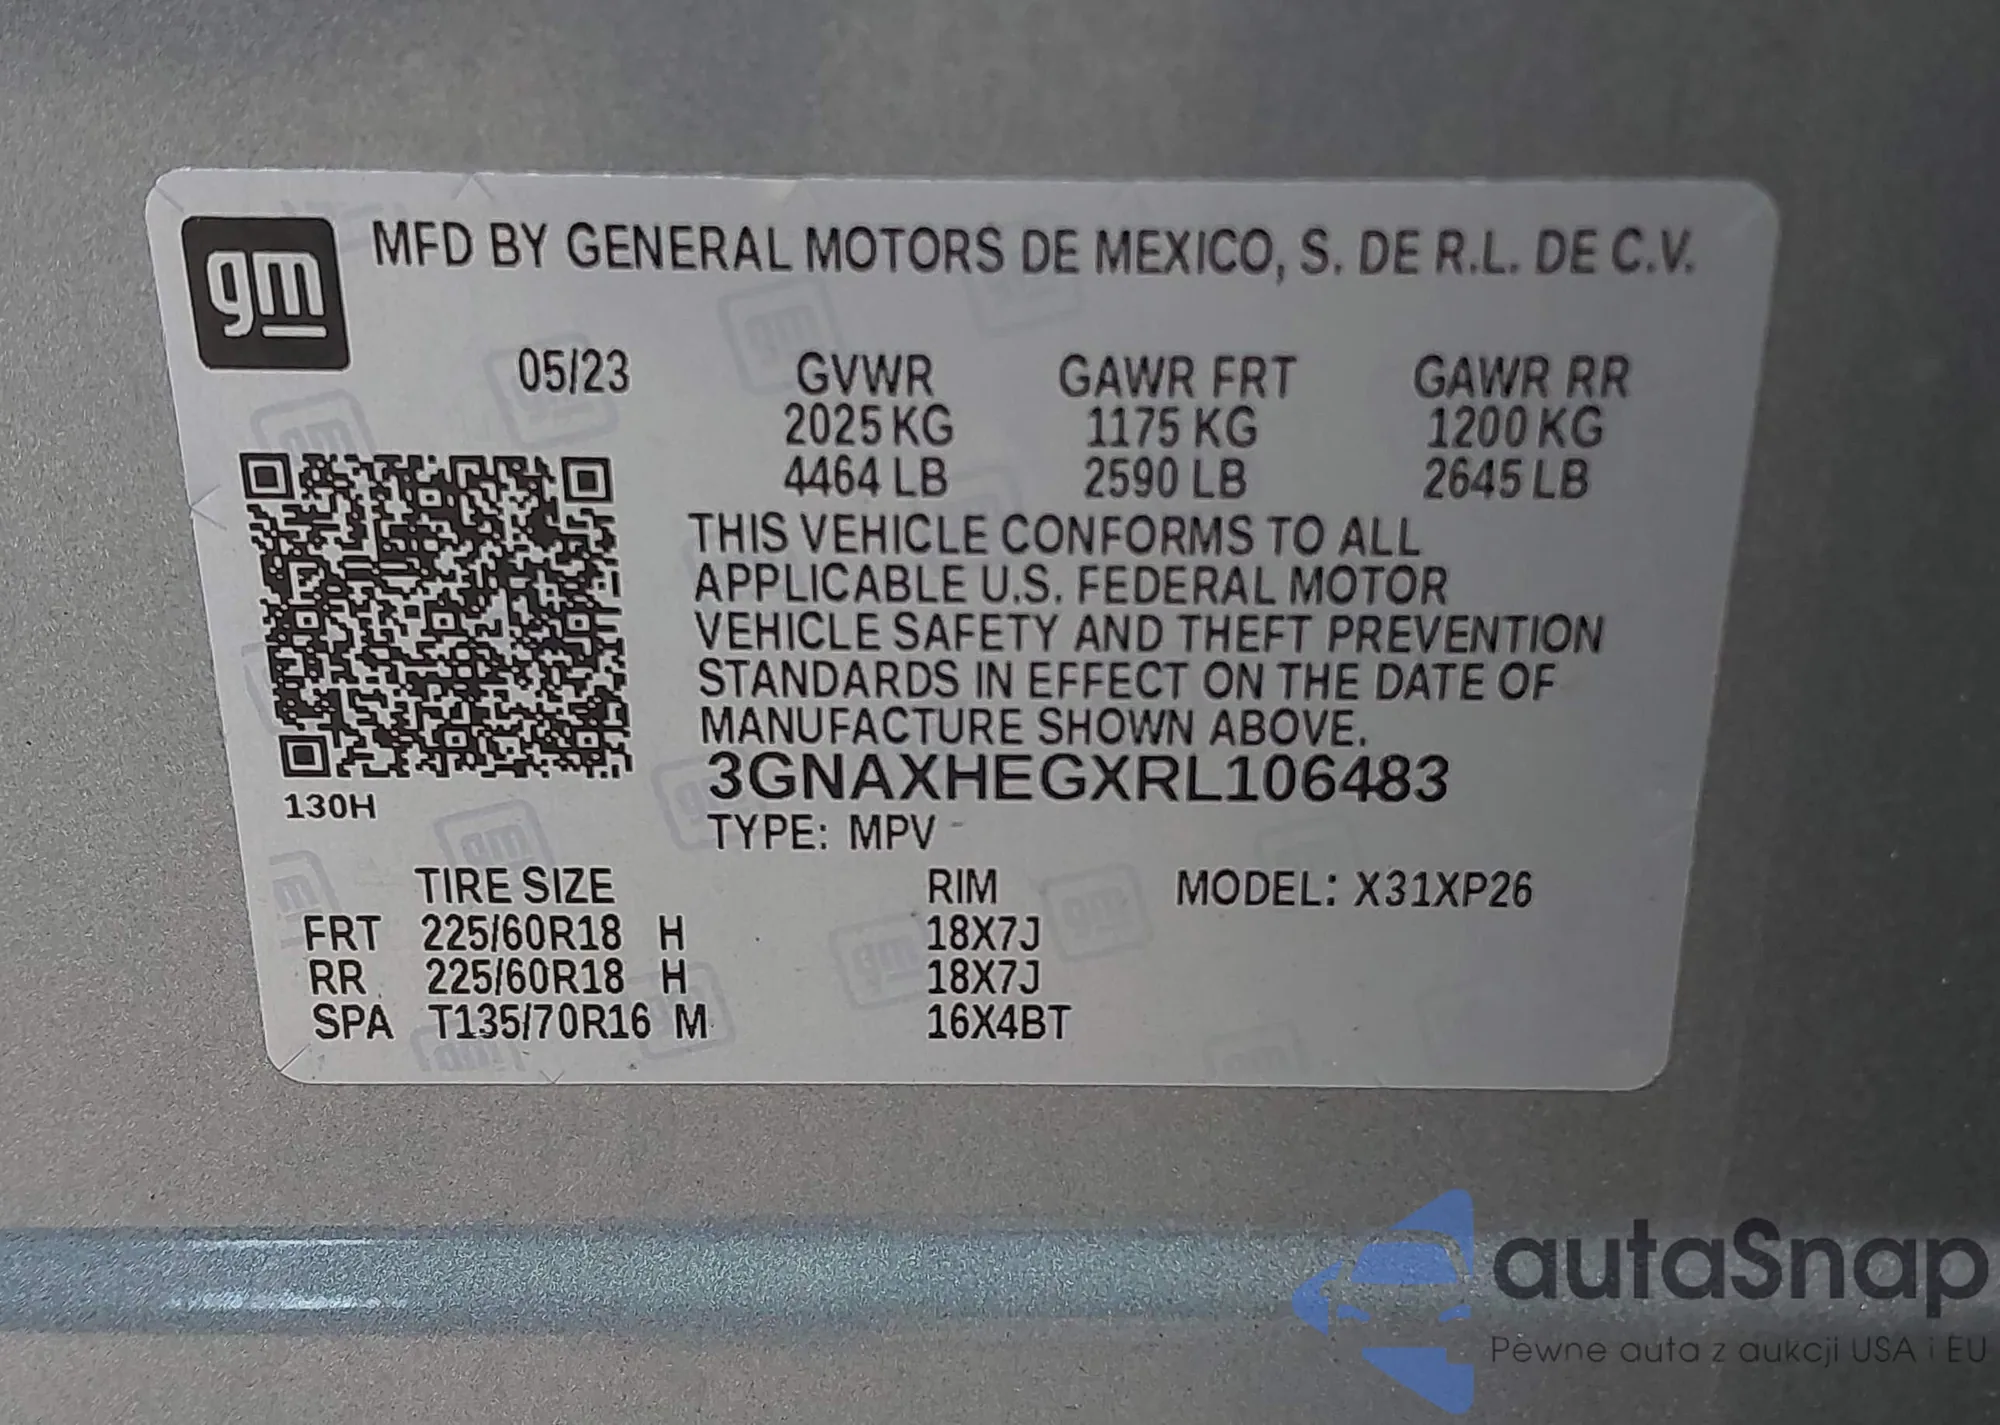 gm MFD BY GENERAL MOTORS DE MEXICO, S. DE R.L. DE C.V.
05/23 GVWR GAWR FRT GAWR RR
2025 KG 1175 KG 1200 KG
4464 LB 2590 LB 2645 LB
THIS VEHICLE CONFORMS TO ALL
APPLICABLE U.S. FEDERAL MOTOR
VEHICLE SAFETY AND THEFT PREVENTION
STANDARDS IN EFFECT ON THE DATE OF
MANUFACTURE SHOWN ABOVE.
3GNAXHEGXRL106483
130H
TYPE: MPV
TIRE SIZE RIM MODEL: X31XP26
FRT 225/60R18 H 18X7J
RR 225/60R18 H 18X7J
SPA T135/70R16 M 16X4BT
autaSnap
Pewne auta z aukcji USA i EU